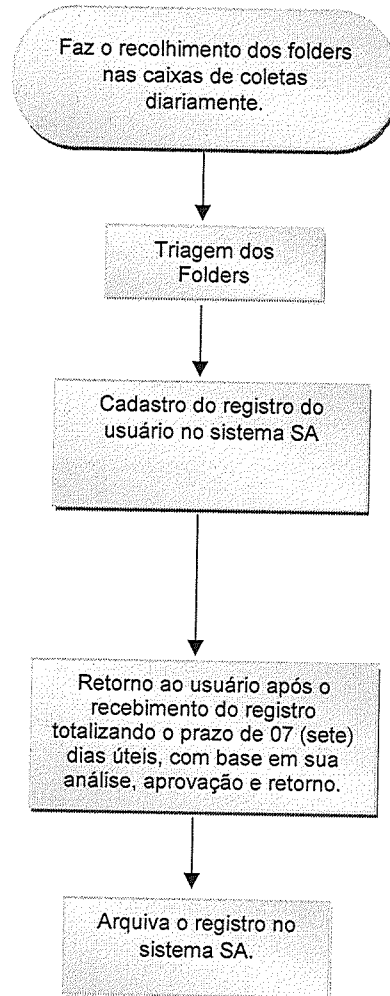 Faz o recolhimento dos folders
nas caixas de coletas
diariamente.
Triagem dos
Folders
Cadastro do registro do
usuário no sistema SA
Retorno ao usuário após o
recebimento do registro
totalizando o prazo de 07 (sete)
dias úteis, com base em sua
análise, aprovação e retorno.
Arquiva o registro no
sistema SA.